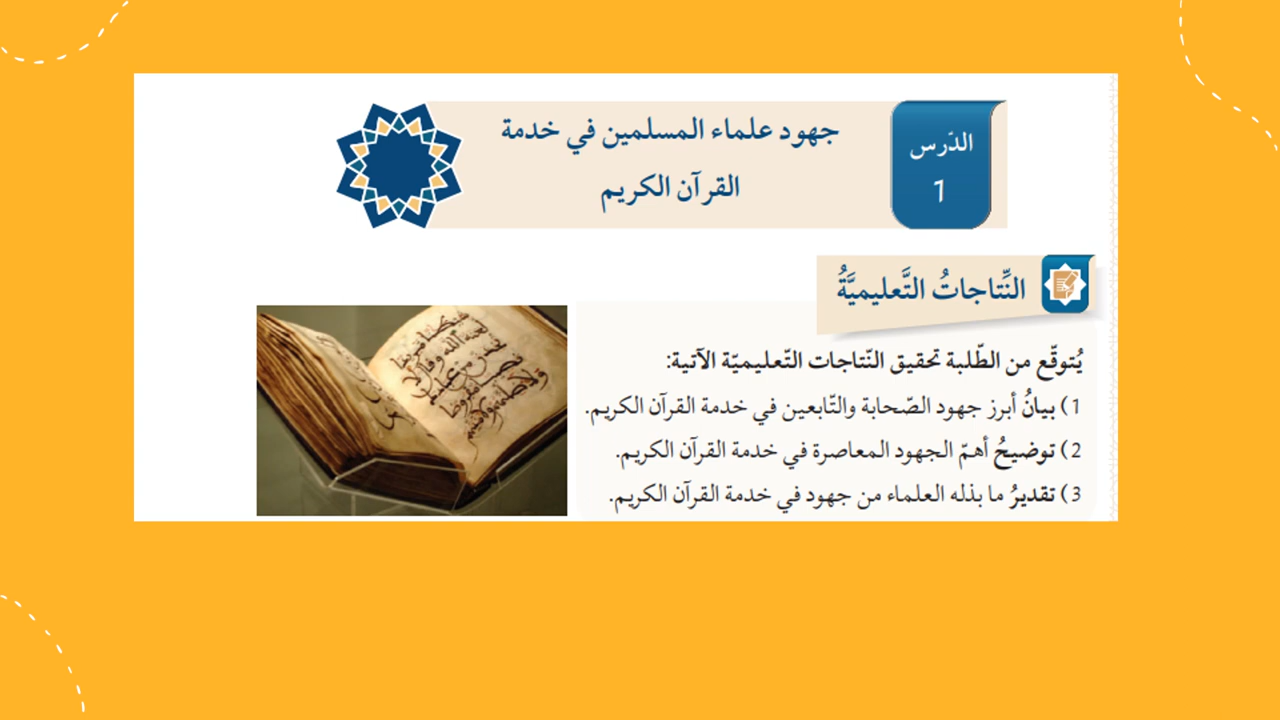 الدّرس
1
جهود علماء المسلمين في خدمة
القرآن الكريم
النِّتاجاتُ التَّعليميَّةُ
يُتوقّع من الطّلبة تحقيق النّتاجات التّعليميّة الآتية:
1) بيانُ أبرز جهود الصّحابة والتّابعين في خدمة القرآن الكريم.
2) توضيحُ أهمّ الجهود المعاصرة في خدمة القرآن الكريم.
3) تقديرُ ما بذله العلماء من جهود في خدمة القرآن الكريم.